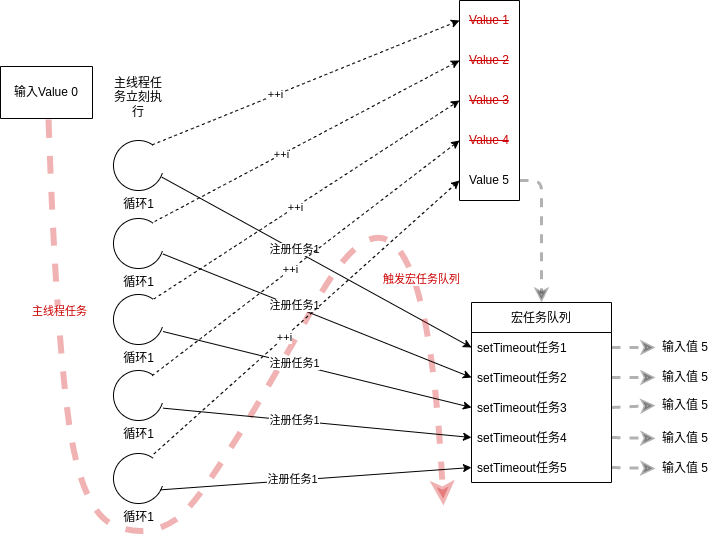 输入Value 0
主线程任
务立刻执
行
Value 1
Value 2
Value 3
Value 4
Value 5
++i
++i
++i
++i
++i
循环1
循环1
循环1
循环1
循环1
主线程任务
注册任务1
注册任务1
注册任务1
注册任务1
注册任务1
触发宏任务队列
宏任务队列
setTimeout任务1
输入值 5
setTimeout任务2
输入值 5
setTimeout任务3
输入值 5
setTimeout任务4
输入值 5
setTimeout任务5
输入值 5